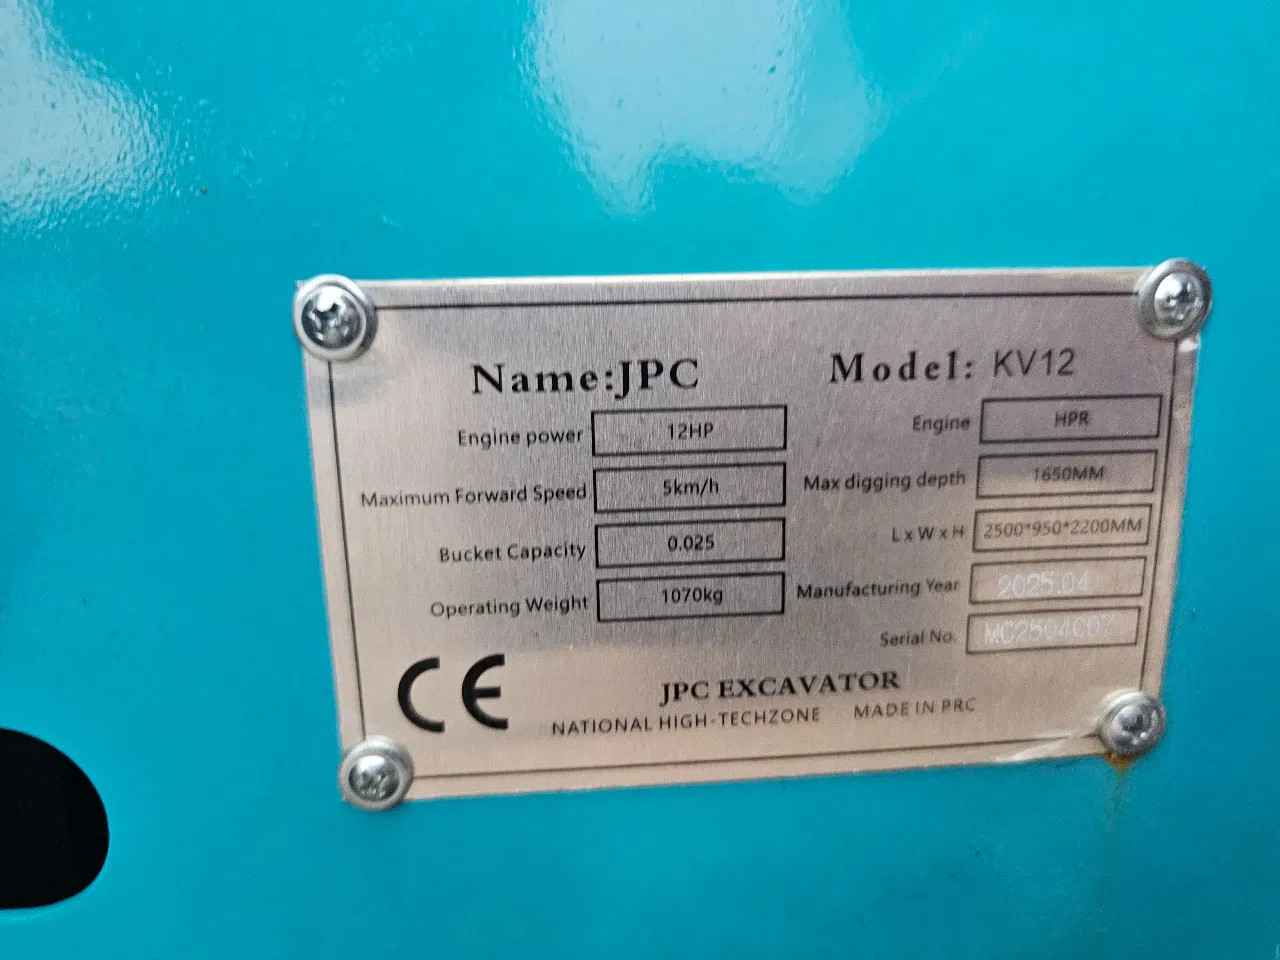 Name:JPC Model: KV12
Engine power 12HP Engine HPR
Maximum Forward Speed 5km/h Max digging depth 1650MM
Bucket Capacity 0.025 L x W x H 2500*950*2200MM
Operating Weight 1070kg Manufacturing Year 2025.04
Serial No. MC2504C07
CE
JPC EXCAVATOR
NATIONAL HIGH-TECHZONE MADE IN PRC